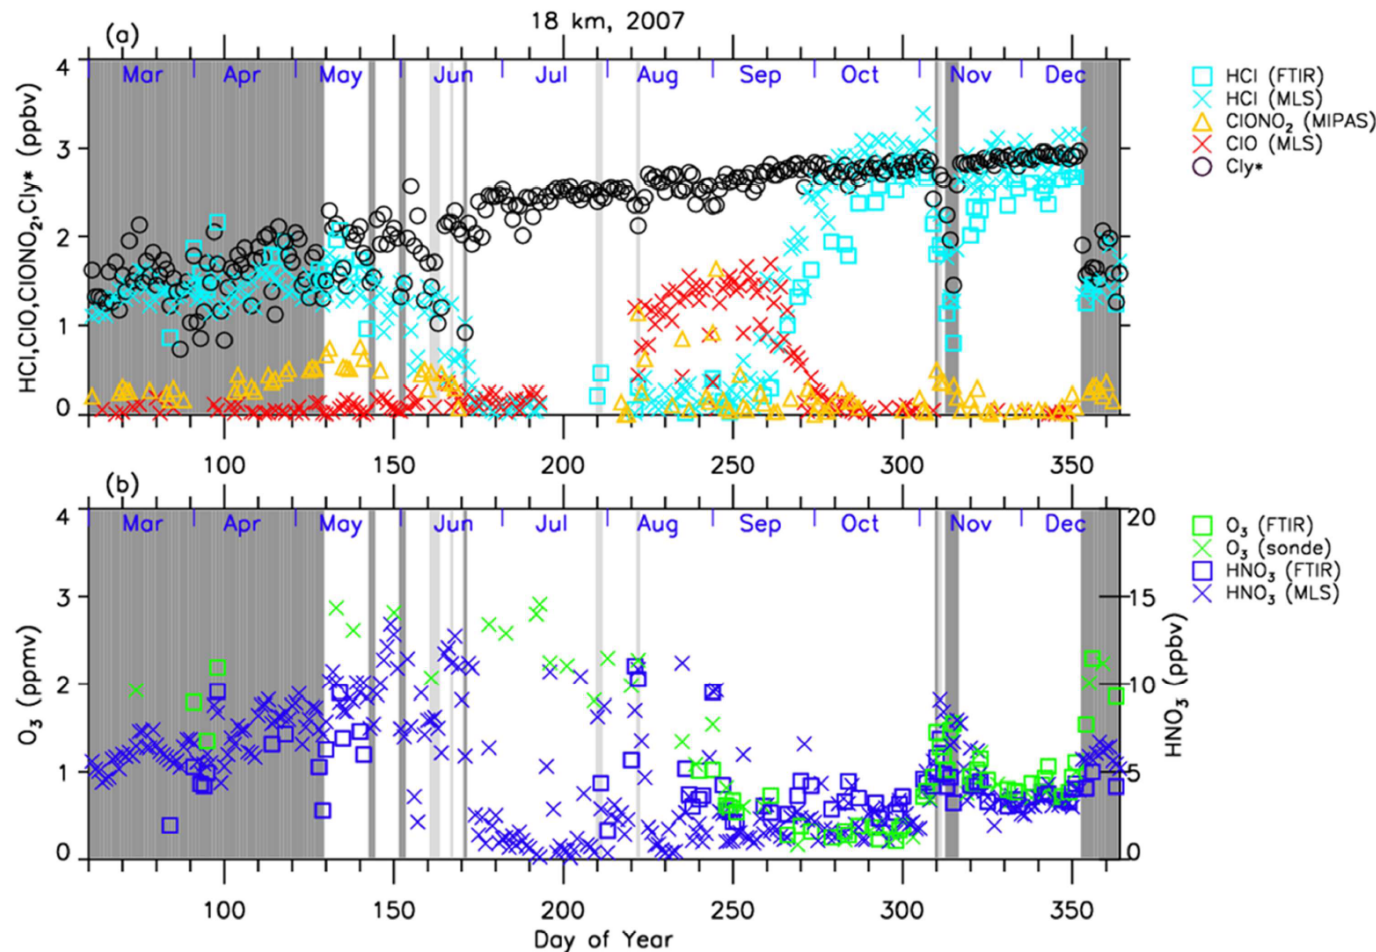 18 km, 2007
(a)
Mar Apr May Jun Jul Aug Sep Oct Nov Dec
HCl,ClO,ClONO₂,Cly* (ppbv)
4
3
2
1
0
100 150 200 250 300 350
HCl (FTIR)
HCl (MLS)
ClONO₂ (MIPAS)
ClO (MLS)
Cly*
(b)
Mar Apr May Jun Jul Aug Sep Oct Nov Dec
O₃ (ppmv)
4
3
2
1
0
20
15
10
5
0
HNO₃ (ppbv)
100 150 200 250 300 350
Day of Year
O₃ (FTIR)
O₃ (sonde)
HNO₃ (FTIR)
HNO₃ (MLS)